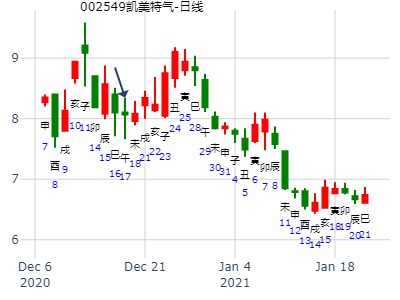 002549凯美特气-日线
9
8
7
6
申
7
酉
8
戌
9
亥
10
子
11
卯
14
辰
15
巳
16
午
17
未
18
戌
21
亥
22
子
23
丑
24
寅
25
巳
28
午
29
未
30
申
31
子
4
丑
5
寅
6
卯
7
辰
8
未
11
申
12
酉
13
戌
14
亥
15
寅
18
卯
19
辰
20
巳
21
Dec 6
2020
Dec 21
Jan 4
2021
Jan 18